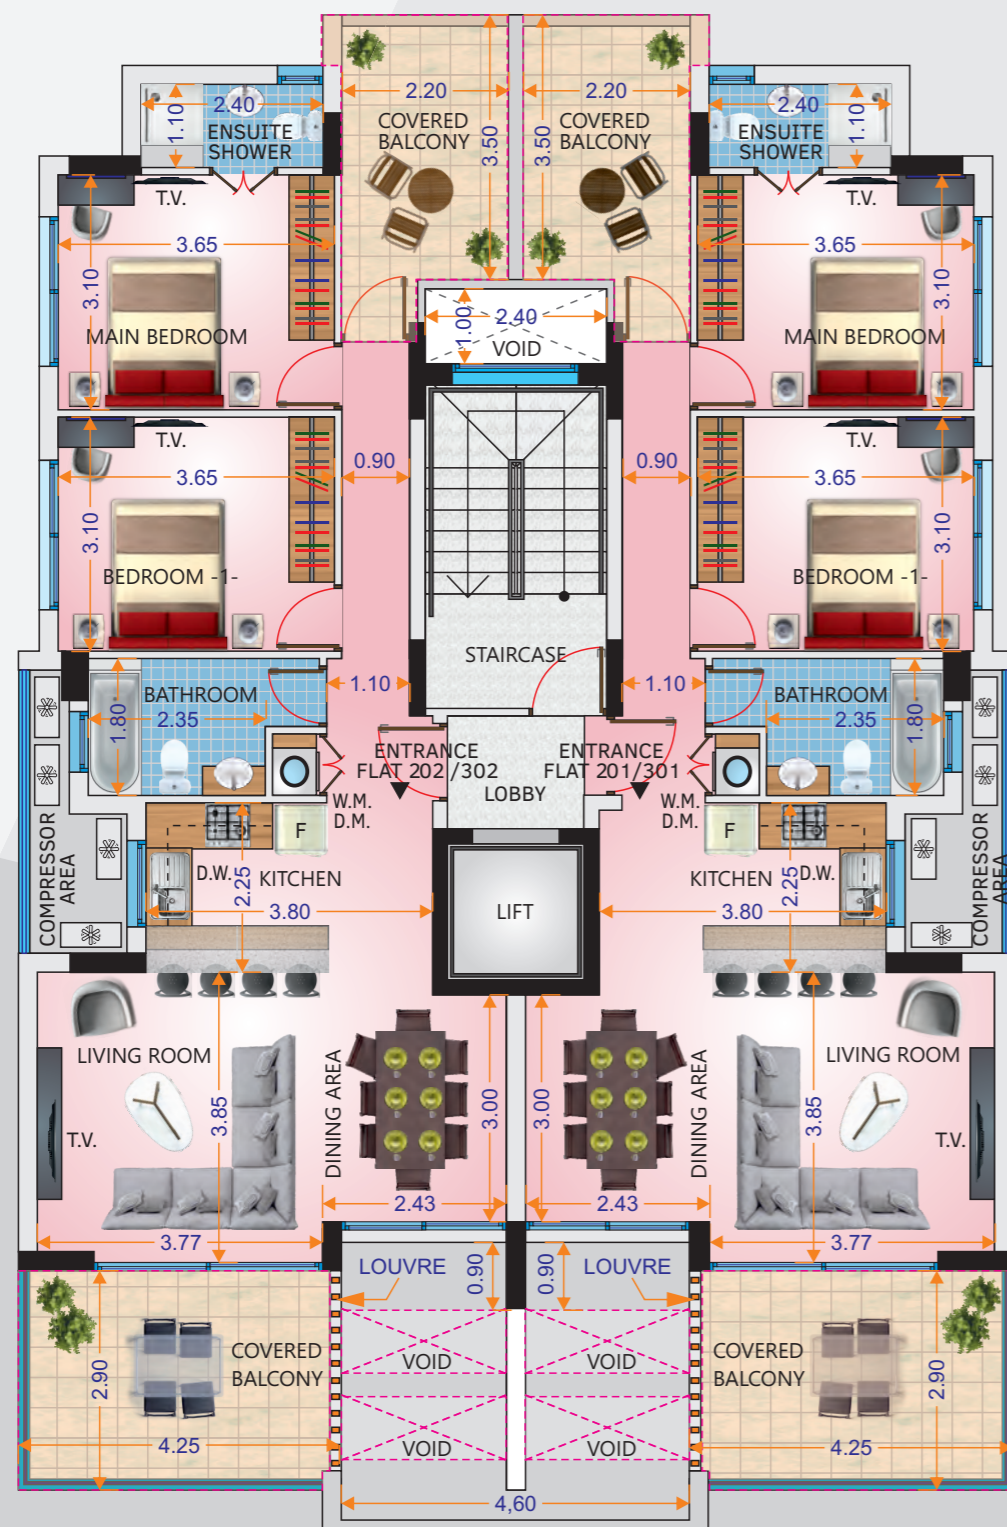 2.20
2.20
3.50
3.50
COVERED
BALCONY
COVERED
BALCONY
2.40
1.10
ENSUITE
SHOWER
2.40
1.10
ENSUITE
SHOWER
T.V.
T.V.
3.65
3.10
MAIN BEDROOM
3.65
3.10
MAIN BEDROOM
1.00
2.40
VOID
T.V.
T.V.
3.65
3.10
BEDROOM -1-
0.90
0.90
3.65
3.10
BEDROOM -1-
STAIRCASE
BATHROOM
2.35
1.80
1.10
1.10
BATHROOM
2.35
1.80
ENTRANCE
FLAT 202 /302
ENTRANCE
FLAT 201/301
LOBBY
W.M.
D.M.
W.M.
D.M.
F
F
COMPRESSOR
AREA
D.W.
2.25
KITCHEN
3.80
LIFT
KITCHEN
D.W.
2.25
3.80
COMPRESSOR
AREA
LIVING ROOM
T.V.
3.85
3.77
DINING AREA
3.00
2.43
3.00
2.43
DINING AREA
LIVING ROOM
T.V.
3.85
3.77
LOUVRE
0.90
0.90
LOUVRE
COVERED
BALCONY
2.90
4.25
VOID
VOID
VOID
VOID
COVERED
BALCONY
2.90
4.25
4,60